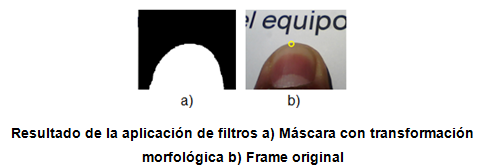 el equipo
a)
b)
Resultado de la aplicación de filtros a) Máscara con transformación
morfológica b) Frame original